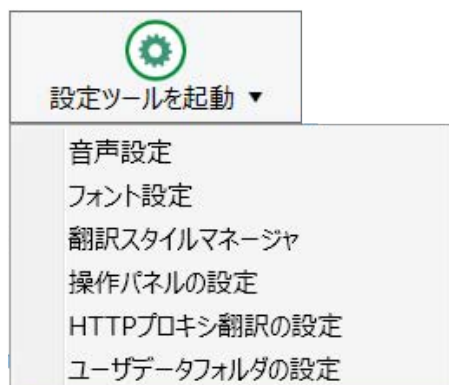 設定ツールを起動 ▼
音声設定
フォント設定
翻訳スタイルマネージャ
操作パネルの設定
HTTPプロキシ翻訳の設定
ユーザデータフォルダの設定